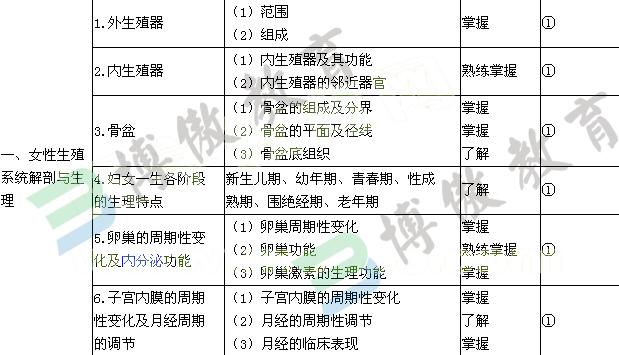 一、女性生殖
系统解剖与生
理
1.外生殖器
（1）范围
（2）组成
掌握
①
2.内生殖器
（1）内生殖器及其功能
（2）内生殖器的邻近器官
熟练掌握
①
3.骨盆
（1）骨盆的组成及分界
（2）骨盆的平面及径线
（3）骨盆底组织
掌握
掌握
了解
①
4.妇女一生各阶段
的生理特点
新生儿期、幼年期、青春期、性成
熟期、围绝经期、老年期
了解
①
5.卵巢的周期性变
化及内分泌功能
（1）卵巢周期性变化
（2）卵巢功能
（3）卵巢激素的生理功能
掌握
熟练掌握
掌握
①
6.子宫内膜的周期
性变化及月经周期
的调节
（1）子宫内膜的周期性变化
（2）月经的周期性调节
（3）月经的临床表现
掌握
了解
掌握
①
博傲教育
博傲教育